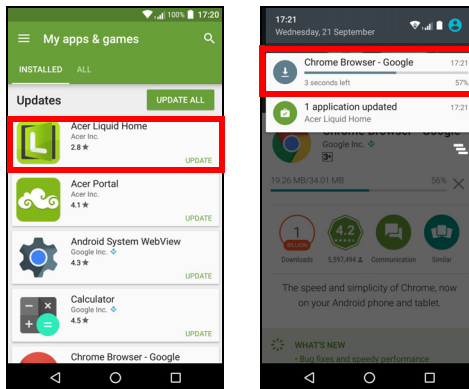 100% 17:20
My apps & games
INSTALLED ALL
Updates UPDATE ALL
Acer Liquid Home
Acer Inc.
2.8 ★
UPDATE
Acer Portal
Acer Inc.
4.1 ★
UPDATE
Android System WebView
Google Inc.
4.3 ★
UPDATE
Calculator
Google Inc.
4.5 ★
UPDATE
Chrome Browser - Google
17:21
Wednesday, 21 September
Chrome Browser - Google 17:21
3 seconds left 57%
1 application updated 17:21
Acer Liquid Home
Chrome Browser - Google
Google Inc.
3+
19.26 MB/34.01 MB 56%
1
BILLION
Downloads
4.2
5,597,494
Communication
Similar
The speed and simplicity of Chrome, now
on your Android phone and tablet.
WHAT'S NEW
• Bug fixes and speedy performance